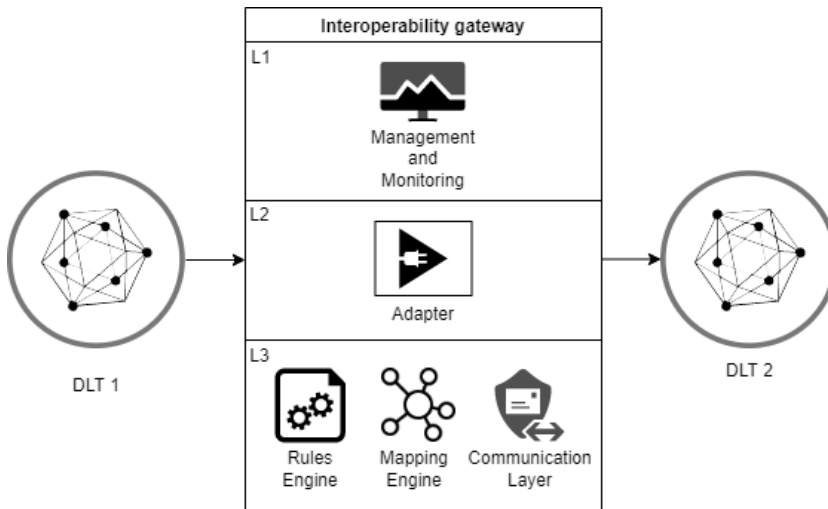 Interoperability gateway
L1
Management
and
Monitoring
L2
Adapter
DLT 1
DLT 2
L3
Rules
Engine
Mapping
Engine
Communication
Layer